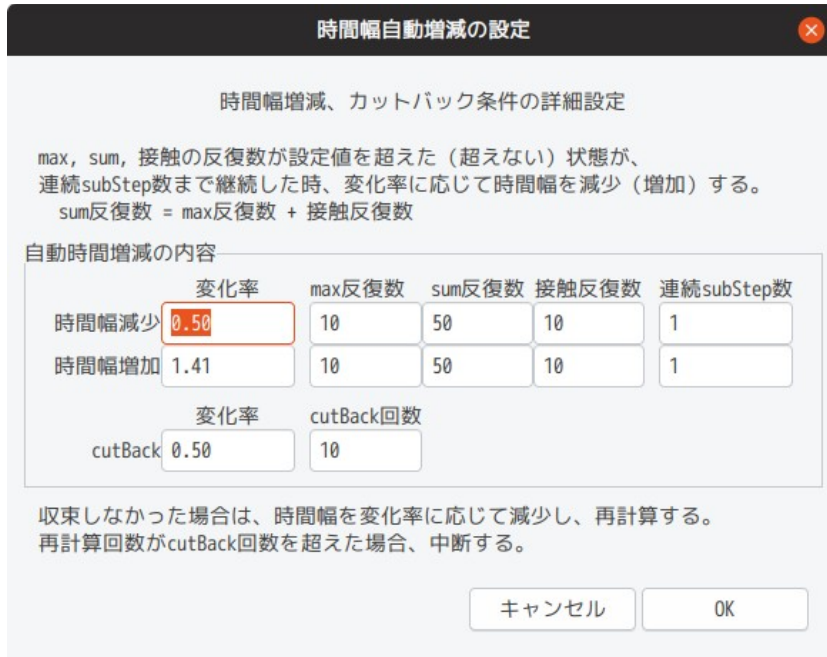 時間幅自動増減の設定
時間幅増減、カットバック条件の詳細設定
max, sum, 接触の反復数が設定値を超えた（超えない）状態が、
連続subStep数まで継続した時、変化率に応じて時間幅を減少（増加）する。
sum反復数 = max反復数 + 接触反復数
自動時間増減の内容
変化率 max反復数 sum反復数 接触反復数 連続subStep数
時間幅減少 0.50 10 50 10 1
時間幅増加 1.41 10 50 10 1
変化率 cutBack回数
cutBack 0.50 10
収束しなかった場合は、時間幅を変化率に応じて減少し、再計算する。
再計算回数がcutBack回数を超えた場合、中断する。
キャンセル OK